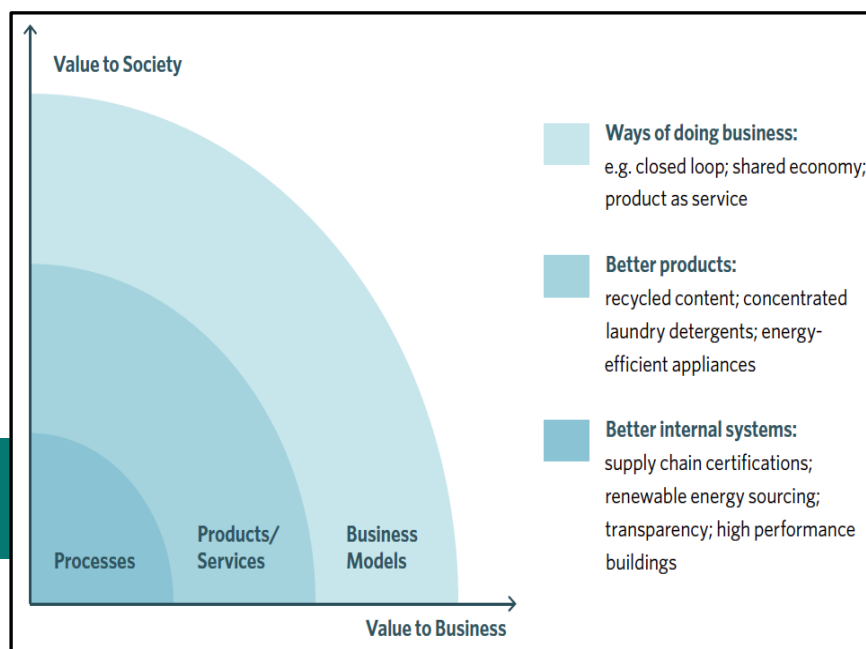 Value to Society
Ways of doing business:
e.g. closed loop; shared economy;
product as service
Better products:
recycled content; concentrated
laundry detergents; energy-
efficient appliances
Better internal systems:
supply chain certifications;
renewable energy sourcing;
transparency; high performance
buildings
Processes
Products/
Services
Business
Models
Value to Business